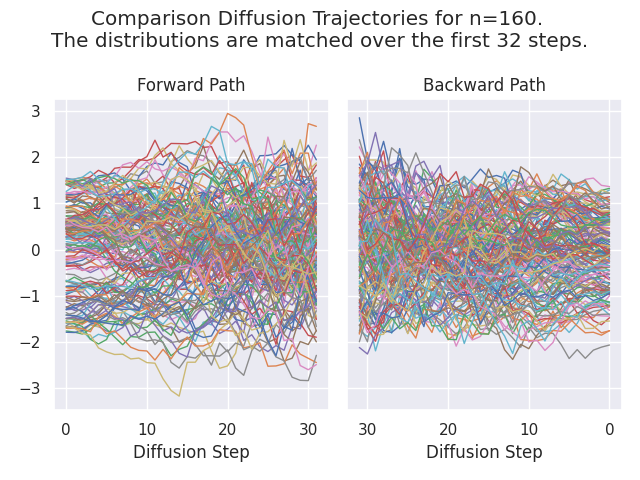 Comparison Diffusion Trajectories for n=160.
The distributions are matched over the first 32 steps.
Forward Path
Backward Path
3
2
1
0
−1
−2
−3
0 10 20 30
30 20 10 0
Diffusion Step
Diffusion Step